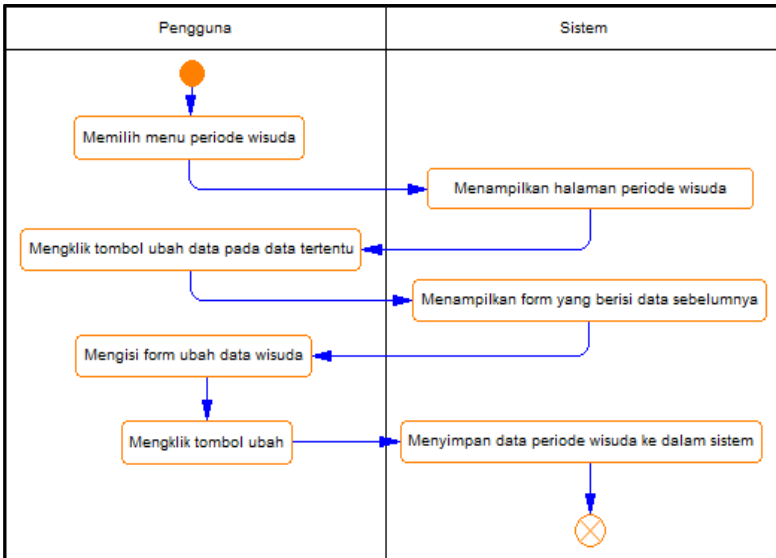 Pengguna
Sistem
Memilih menu periode wisuda
Menampilkan halaman periode wisuda
Mengklik tombol ubah data pada data tertentu
Menampilkan form yang berisi data sebelumnya
Mengisi form ubah data wisuda
Mengklik tombol ubah
Menyimpan data periode wisuda ke dalam sistem